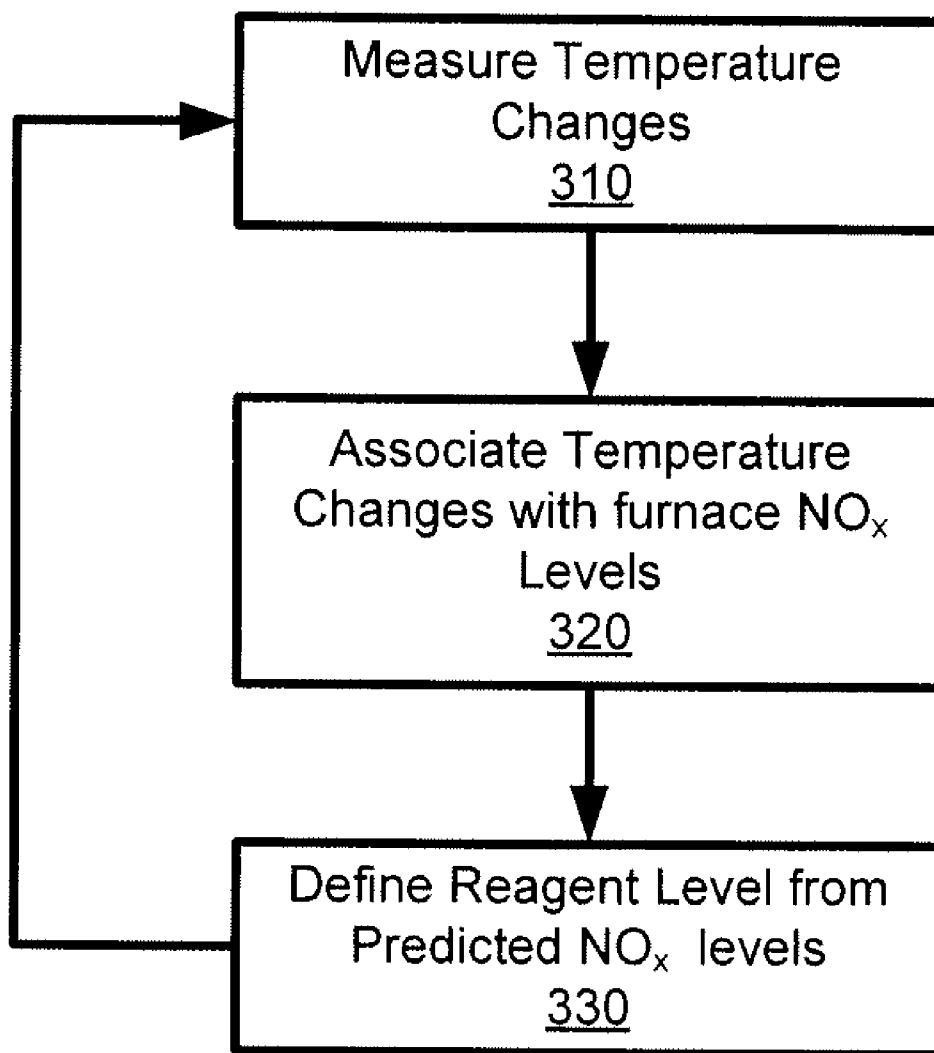 Measure Temperature
Changes
310
Associate Temperature
Changes with furnace NOₓ
Levels
320
Define Reagent Level from
Predicted NOₓ levels
330